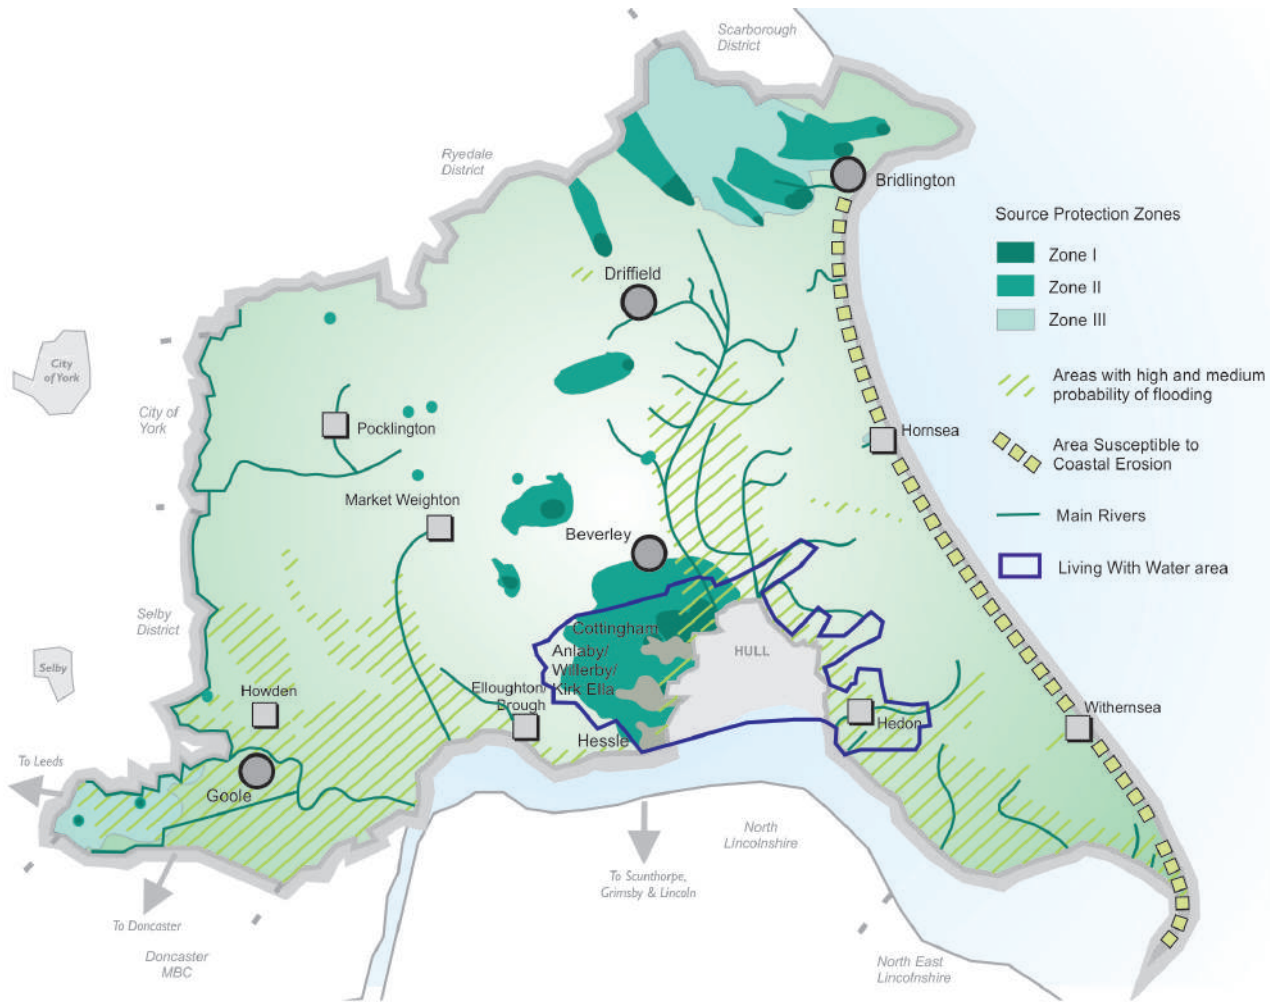 Scarborough
District
Ryedale
District
Bridlington
Source Protection Zones
Zone I
Zone II
Zone III
Driffield
City
of York
City of
York
Areas with high and medium
probability of flooding
Pocklington
Hornsea
Area Susceptible to
Coastal Erosion
Market Weighton
Main Rivers
Beverley
Living With Water area
Selby
District
Cottingham
Anlaby/
Willerby/
Kirk Ella
HULL
Selby
Howden
Elloughton/
Brough
Hedon
Withernsea
Hessle
To Leeds
Goole
North
Lincolnshire
To Scunthorpe,
Grimsby & Lincoln
To Doncaster
Doncaster
MBC
North East
Lincolnshire